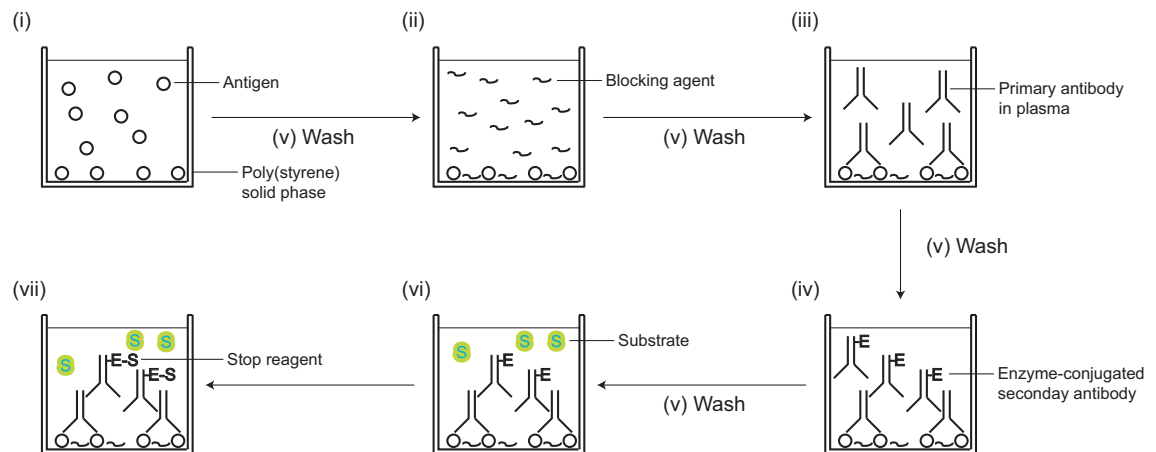 (i)
(ii)
(iii)
Antigen
Poly(styrene)
solid phase
(v) Wash
Blocking agent
(v) Wash
Primary antibody
in plasma
(v) Wash
(vii)
(vi)
(iv)
S
S
S
E-S
E-S
Stop reagent
S
S
S
E
E
Substrate
(v) Wash
E
E
E
Enzyme-conjugated
seconday antibody